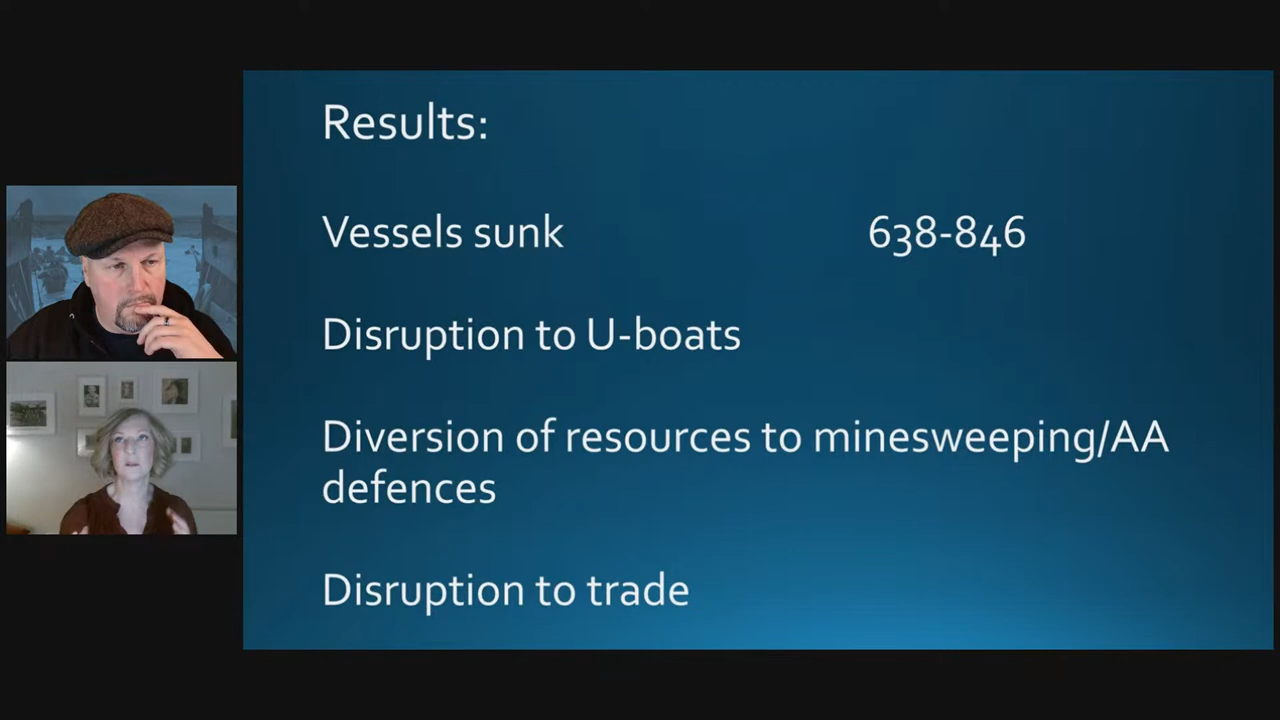 Results:
Vessels sunk 638-846
Disruption to U-boats
Diversion of resources to minesweeping/AA
defences
Disruption to trade